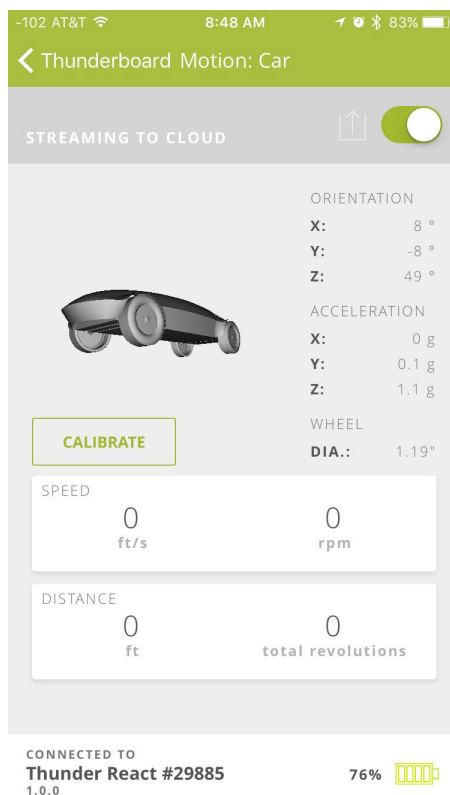 -102 AT&T 8:48 AM 83%
Thunderboard Motion: Car
STREAMING TO CLOUD
ORIENTATION
X: 8 °
Y: -8 °
Z: 49 °
ACCELERATION
X: 0 g
Y: 0.1 g
Z: 1.1 g
WHEEL
DIA.: 1.19"
CALIBRATE
SPEED
0 0
ft/s rpm
DISTANCE
0 0
ft total revolutions
CONNECTED TO
Thunder React #29885
76%
1.0.0